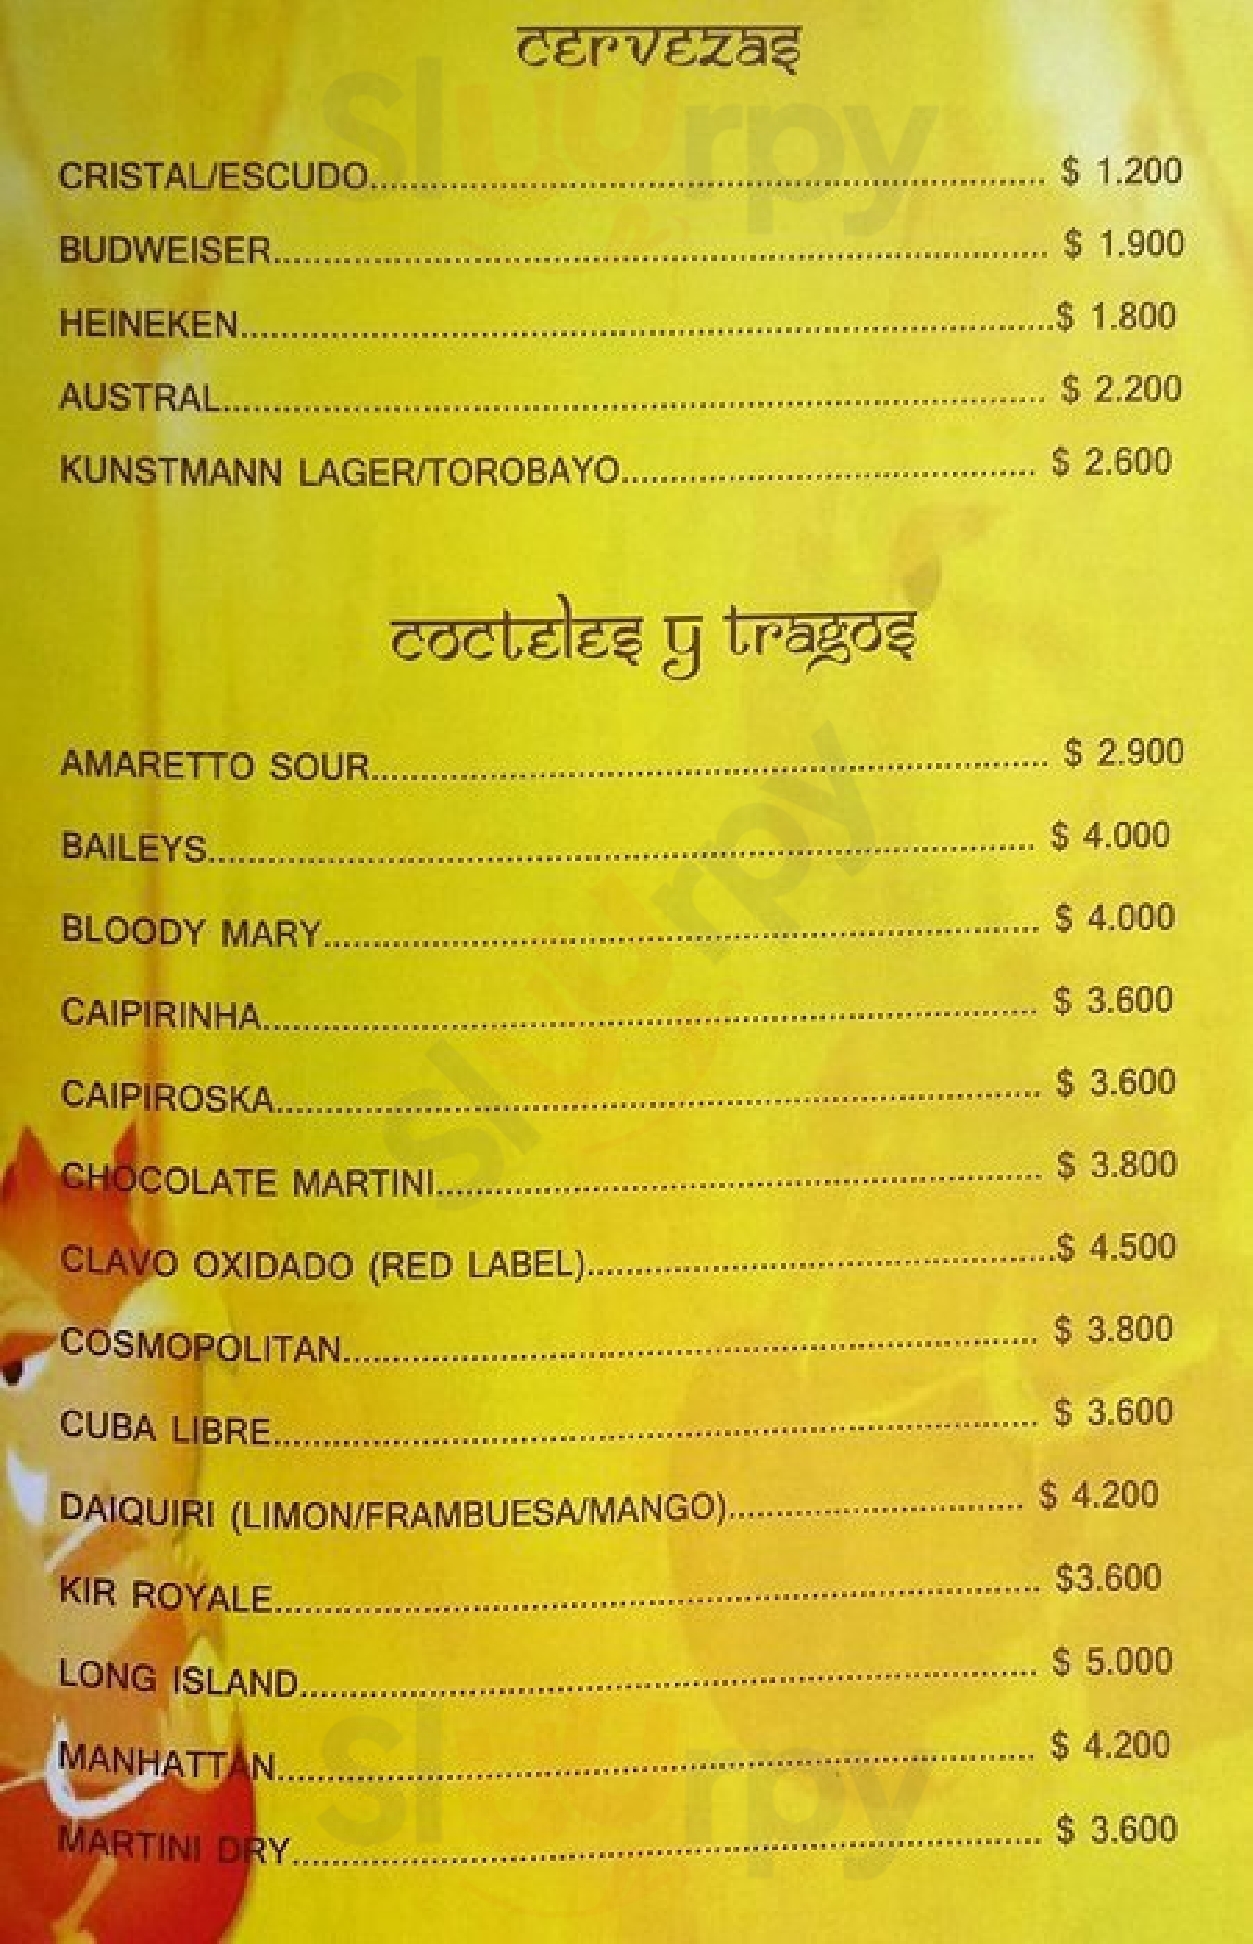 cervezas
CRISTAL/ESCUDO........ $ 1.200
BUDWEISER........ $ 1.900
HEINEKEN........$ 1.800
AUSTRAL........ $ 2.200
KUNSTMANN LAGER/TOROBAYO........ $ 2.600
cocteles y tragos
AMARETTO SOUR........ $ 2.900
BAILEYS........ $ 4.000
BLOODY MARY........ $ 4.000
CAIPIRINHA........ $ 3.600
CAIPIROSKA........ $ 3.600
CHOCOLATE MARTINI........ $ 3.800
CLAVO OXIDADO (RED LABEL)........$ 4.500
COSMOPOLITAN........ $ 3.800
CUBA LIBRE........ $ 3.600
DAIQUIRI (LIMON/FRAMBUESA/MANGO)........ $ 4.200
KIR ROYALE........ $3.600
LONG ISLAND........ $ 5.000
MANHATTAN........ $ 4.200
MARTINI DRY........ $ 3.600
Sluurpy
Sluurpy
Sluurpy